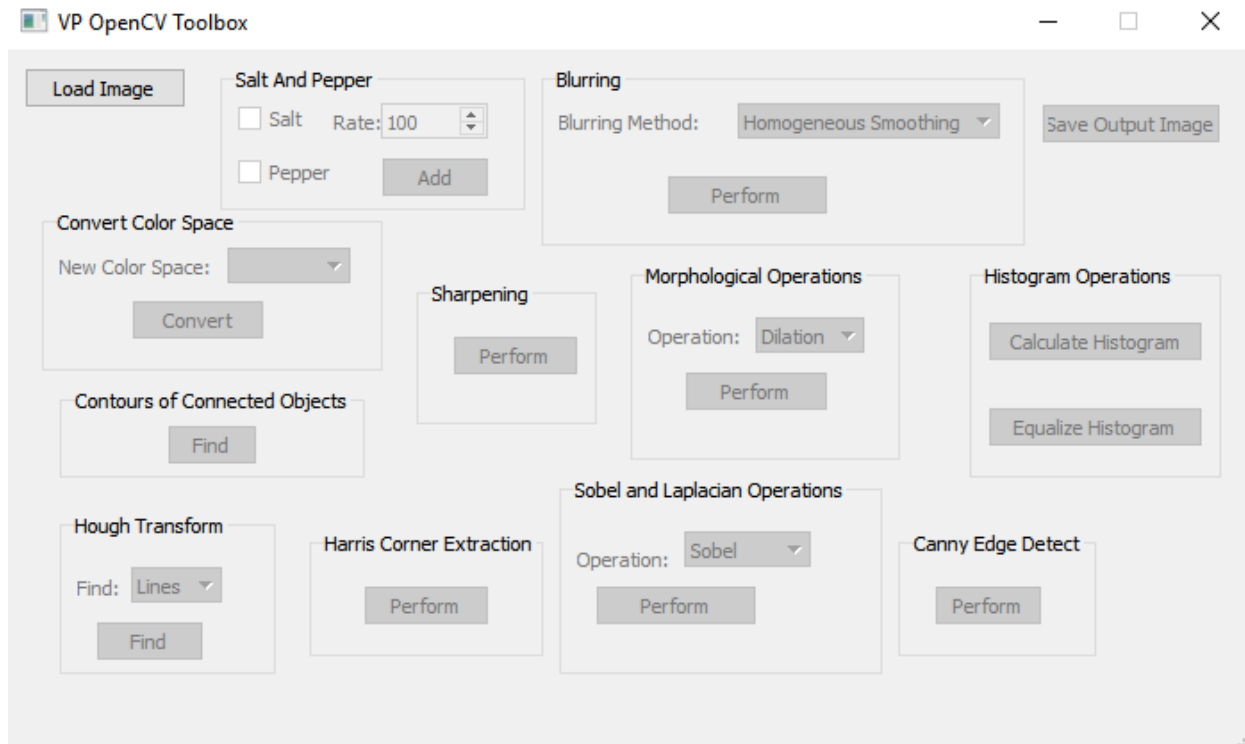 VP OpenCV Toolbox
Load Image
Salt And Pepper
Salt
Rate: 100
Pepper
Add
Blurring
Blurring Method: Homogeneous Smoothing
Perform
Save Output Image
Convert Color Space
New Color Space:
Convert
Sharpening
Perform
Morphological Operations
Operation: Dilation
Perform
Histogram Operations
Calculate Histogram
Equalize Histogram
Contours of Connected Objects
Find
Hough Transform
Find: Lines
Find
Harris Corner Extraction
Perform
Sobel and Laplacian Operations
Operation: Sobel
Perform
Canny Edge Detect
Perform